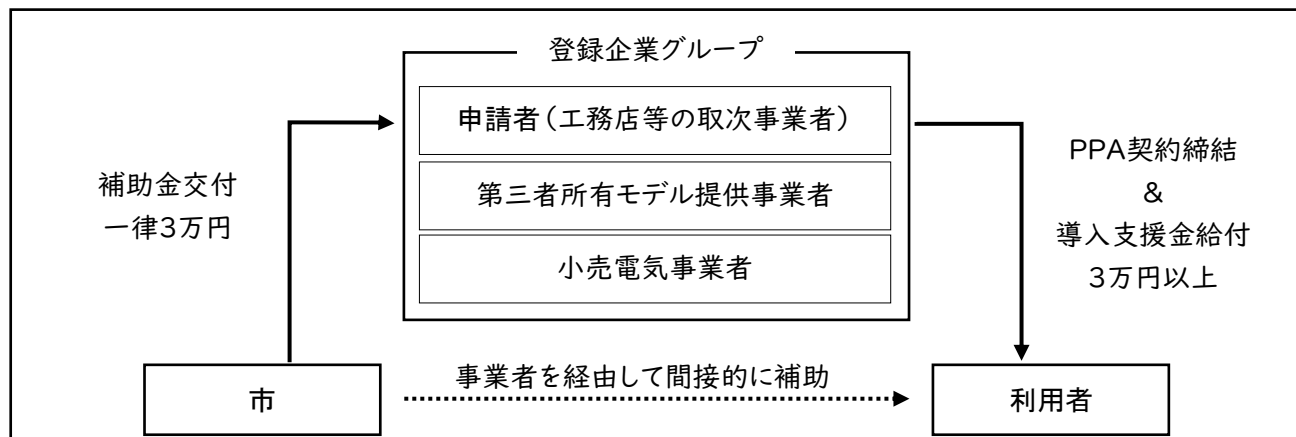 登録企業グループ
申請者（工務店等の取次事業者）
第三者所有モデル提供事業者
小売電気事業者
補助金交付
一律3万円
PPA契約締結
&
導入支援金給付
3万円以上
市
事業者を経由して間接的に補助
利用者